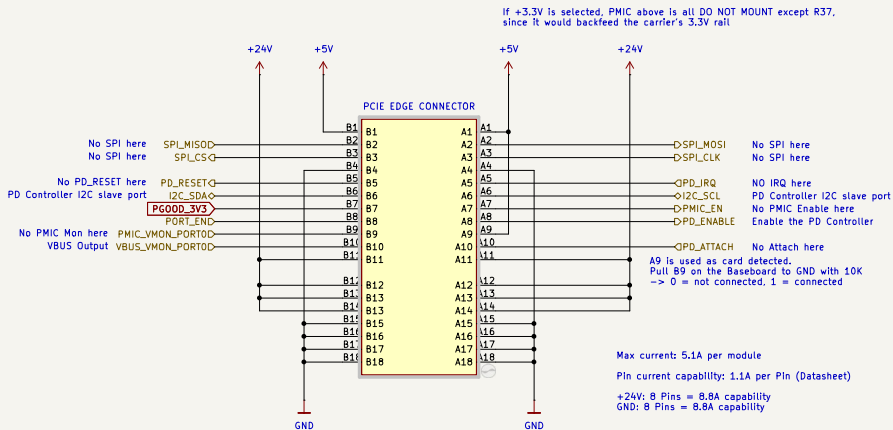 If +3.3V is selected, PMIC above is all DO NOT MOUNT except R37,
since it would backfeed the carrier's 3.3V rail
+24V
+5V
+5V
+24V
PCIE EDGE CONNECTOR
B1 B1 A1 A1
No SPI here SPI_MISO B2 B2 A2 A2 SPI_MOSI No SPI here
No SPI here SPI_CS B3 B3 A3 A3 SPI_CLK No SPI here
B4 B4 A4 A4
No PD_RESET here PD_RESET B5 B5 A5 A5 PD_IRQ NO IRQ here
PD Controller I2C slave port I2C_SDA B6 B6 A6 A6 I2C_SCL PD Controller I2C slave port
PGOOD_3V3 B7 B7 A7 A7 PMIC_EN No PMIC Enable here
PORT_EN B8 B8 A8 A8 PD_ENABLE Enable the PD Controller
No PMIC Mon here PMIC_VMON_PORT0 B9 B9 A9 A9
VBUS Output VBUS_VMON_PORT0 B10 B10 A10 A10 PD_ATTACH No Attach here
B11 B11 A11 A11
A9 is used as card detected.
Pull B9 on the Baseboard to GND with 10K
-> 0 = not connected, 1 = connected
B12 B12 A12 A12
B13 B13 A13 A13
B14 B13 A14 A14
B15 B15 A15 A15
B16 B16 A16 A16
B17 B17 A17 A17
B18 B18 A18 A18
Max current: 5.1A per module
Pin current capability: 1.1A per Pin (Datasheet)
+24V: 8 Pins = 8.8A capability
GND: 8 Pins = 8.8A capability
GND
GND